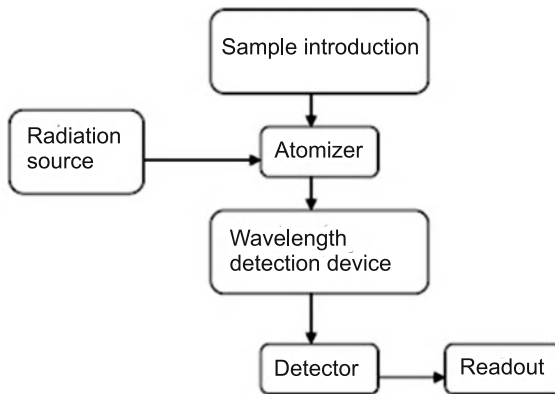 Sample introduction
Radiation
source
Atomizer
Wavelength
detection device
Detector
Readout